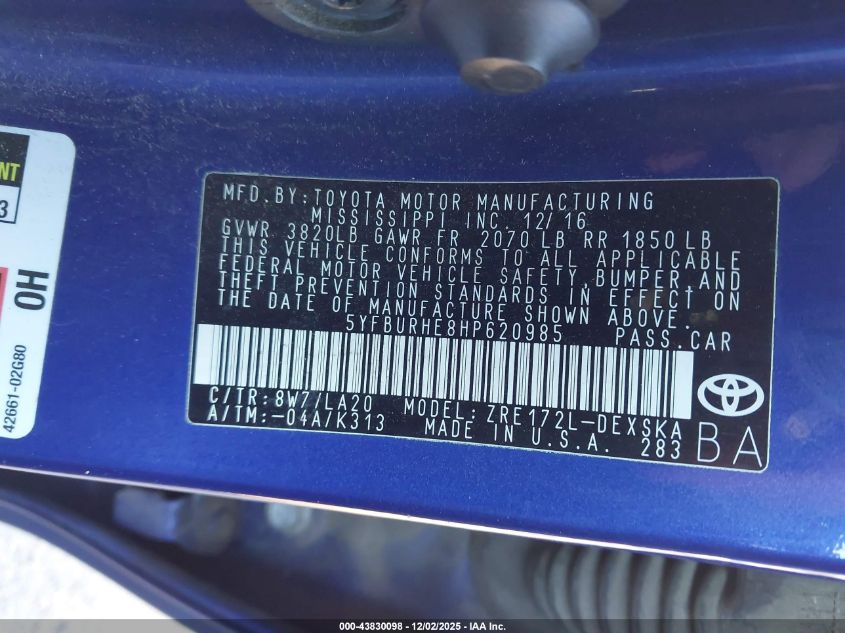 NT
3
OH
42661-02G80
MFD.BY:TOYOTA MOTOR MANUFACTURING
MISSISSIPPI INC. 12/16
GVWR 3820LB GAWR FR 2070 LB RR 1850 LB
THIS VEHICLE CONFORMS TO ALL APPLICABLE
FEDERAL MOTOR VEHICLE SAFETY, BUMPER, AND
THEFT PREVENTION STANDARDS IN EFFECT ON
THE DATE OF MANUFACTURE SHOWN ABOVE.
5YFBURHE8HP620985 PASS.CAR
C/TR:8W7/LA20 MODEL:ZRE172L-DEXSKA
A/TM:-04A/K313 MADE IN U.S.A. 283
BA
000-43830098 - 12/02/2025 - IAA Inc.